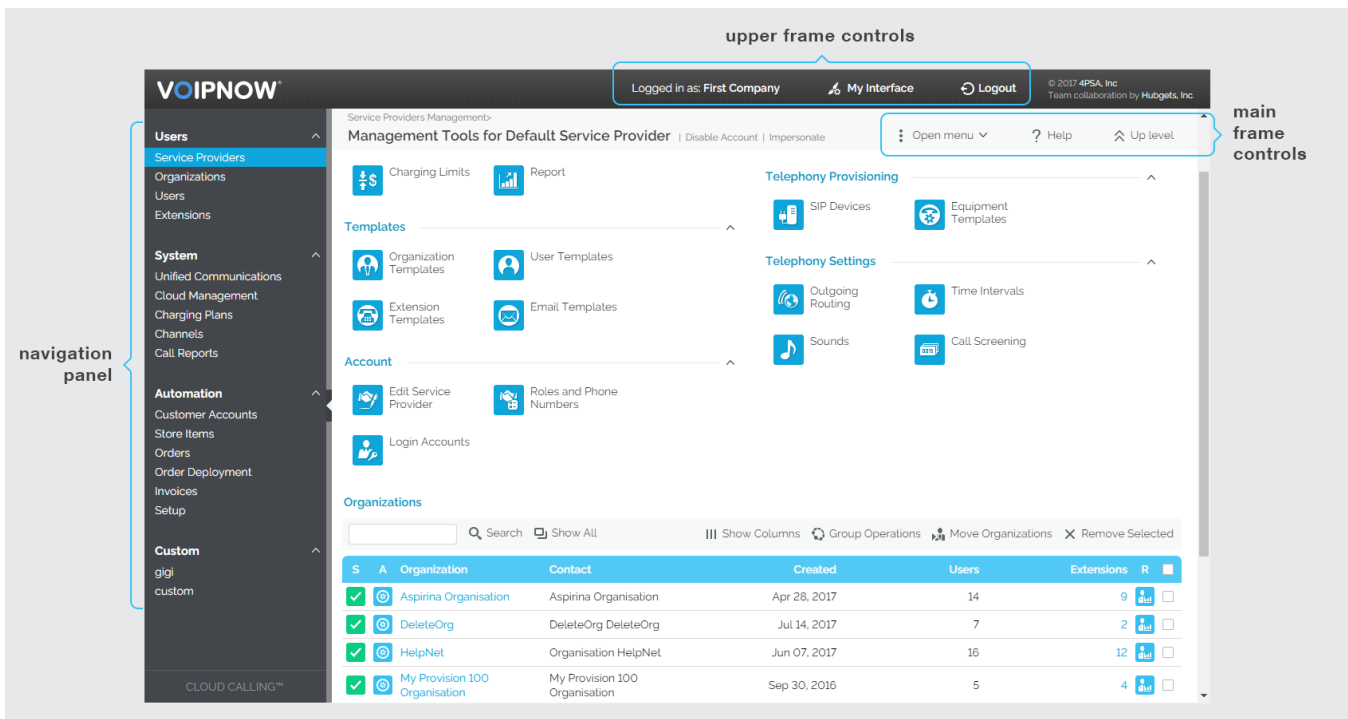 upper frame controls
VOIPNOW®
Logged in as: First Company
My Interface
Logout
© 2017 4PSA, Inc
Team collaboration by Hubgets, Inc.
main
frame
controls
navigation
panel
Users
Service Providers
Organizations
Users
Extensions
System
Unified Communications
Cloud Management
Charging Plans
Channels
Call Reports
Automation
Customer Accounts
Store Items
Orders
Order Deployment
Invoices
Setup
Custom
gigi
custom
CLOUD CALLING™
Service Providers Management>
Management Tools for Default Service Provider | Disable Account | Impersonate
Open menu
? Help
Up level
Charging Limits
Report
Templates
Organization
Templates
User Templates
Extension
Templates
Email Templates
Account
Edit Service
Provider
Roles and Phone
Numbers
Login Accounts
Telephony Provisioning
SIP Devices
Equipment
Templates
Telephony Settings
Outgoing
Routing
Time Intervals
Sounds
Call Screening
Organizations
Search Show All Show Columns Group Operations Move Organizations Remove Selected
S A Organization Contact Created Users Extensions R
Aspirina Organisation Aspirina Organisation Apr 28, 2017 14 9
DeleteOrg DeleteOrg DeleteOrg Jul 14, 2017 7 2
HelpNet Organisation HelpNet Jun 07, 2017 16 12
My Provision 100 My Provision 100
Organisation Organisation Sep 30, 2016 5 4